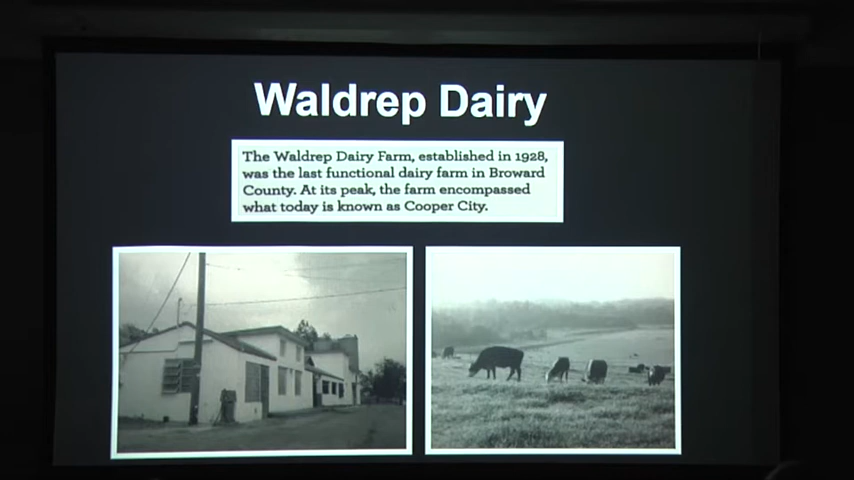 Waldrep Dairy
The Waldrep Dairy Farm, established in 1928,
was the last functional dairy farm in Broward
County. At its peak, the farm encompassed
what today is known as Cooper City.